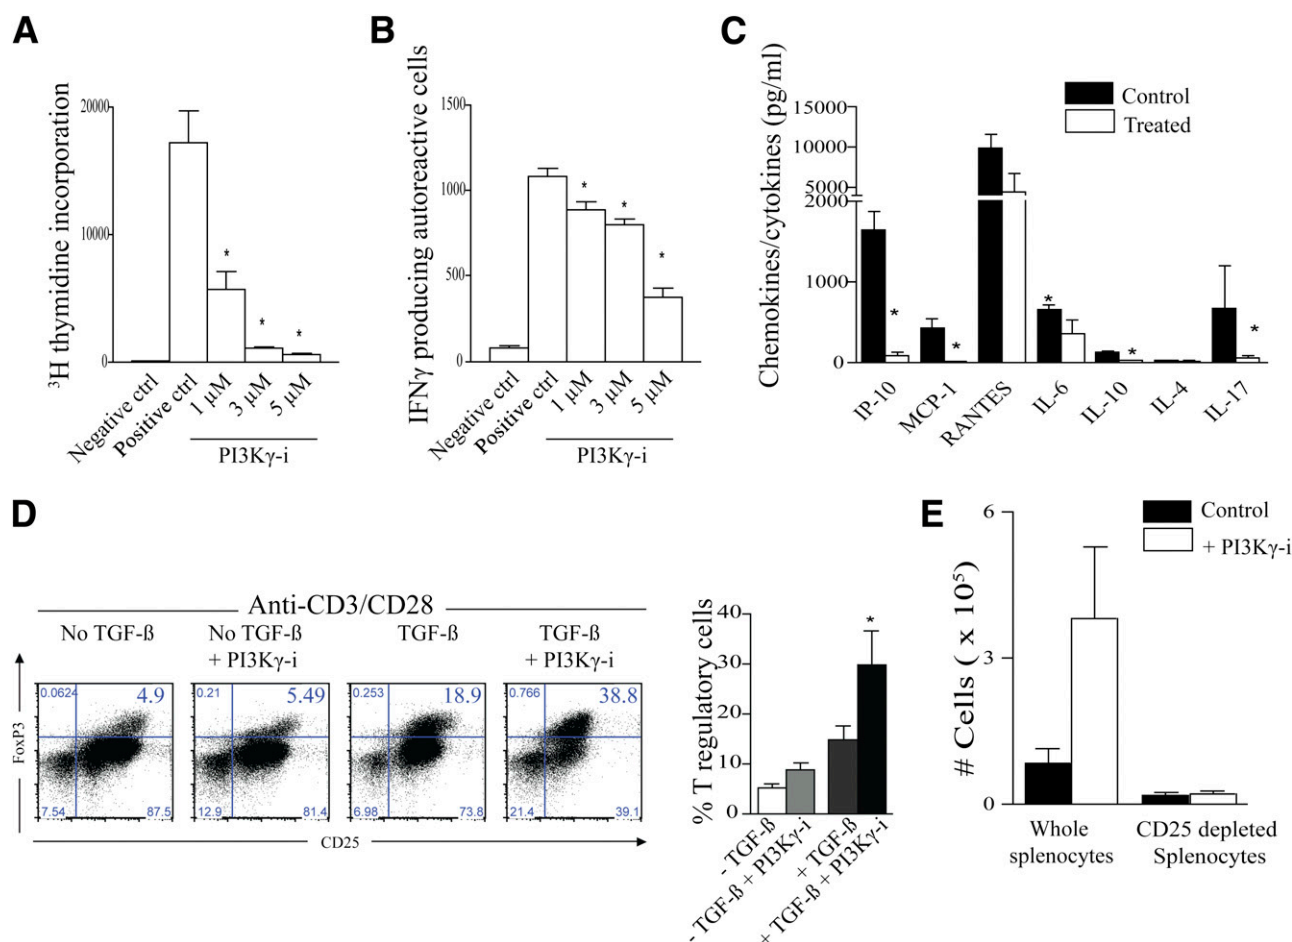 A
³H thymidine incorporation
20000
10000
0
Negative ctrl
Positive ctrl
1 µM
3 µM
5 µM
PI3Kγ-i
*
*
*
B
IFNγ producing autoreactive cells
1500
1000
500
0
Negative ctrl
Positive ctrl
1 µM
3 µM
5 µM
PI3Kγ-i
*
*
*
C
Chemokines/cytokines (pg/ml)
15000
10000
5000
2000
1000
0
Control
Treated
*
*
*
*
*
IP-10
MCP-1
RANTES
IL-6
IL-10
IL-4
IL-17
D
Anti-CD3/CD28
No TGF-ß
No TGF-ß
+ PI3Kγ-i
TGF-ß
TGF-ß
+ PI3Kγ-i
FoxP3
0.0624
4.9
7.54
87.5
0.21
5.49
12.9
81.4
0.253
18.9
6.98
73.8
0.766
38.8
21.4
39.1
CD25
% T regulatory cells
40
30
20
10
0
*
- TGF-ß
- TGF-ß + PI3Kγ-i
+ TGF-ß
+ TGF-ß + PI3Kγ-i
E
# Cells ( x 10⁵)
6
3
0
Control
+ PI3Kγ-i
Whole
splenocytes
CD25 depleted
Splenocytes